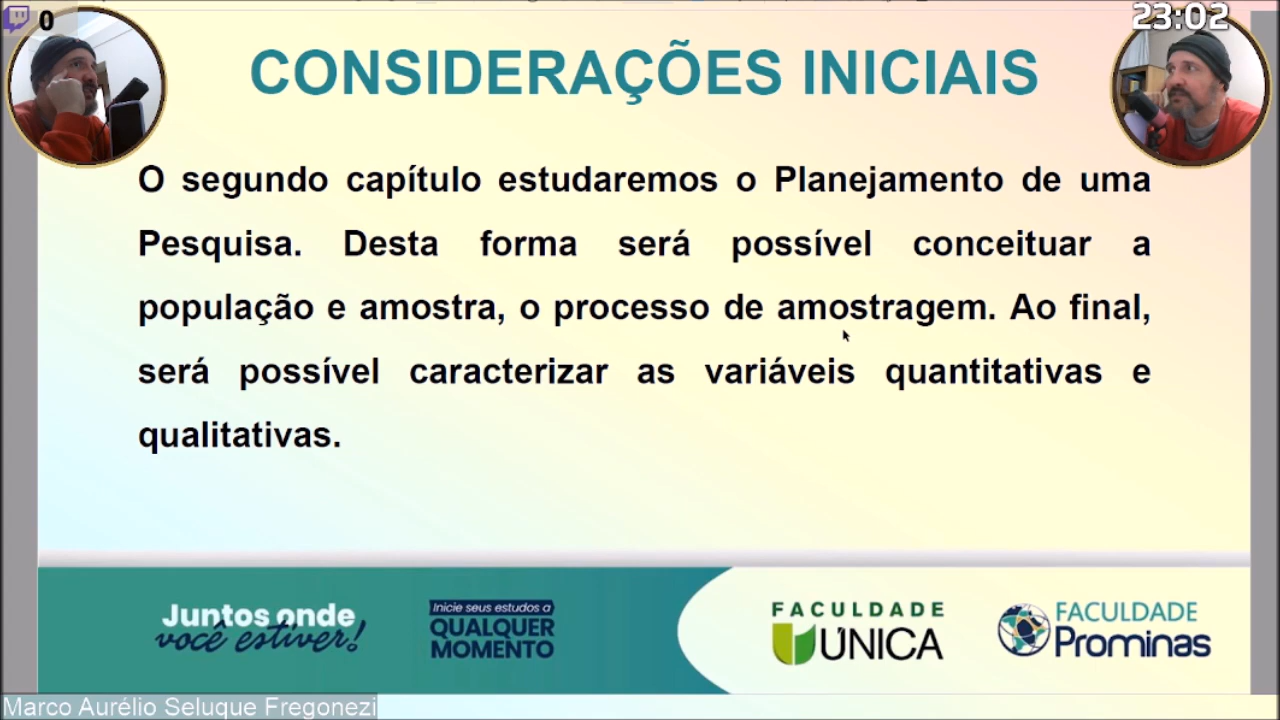 0
23:02
CONSIDERAÇÕES INICIAIS
O segundo capítulo estudaremos o Planejamento de uma
Pesquisa. Desta forma será possível conceituar a
população e amostra, o processo de amostragem. Ao final,
será possível caracterizar as variáveis quantitativas e
qualitativas.
Juntos onde
você estiver!
Inicie seus estudos a
QUALQUER
MOMENTO
FACULDADE
ÚNICA
FACULDADE
Prominas
Marco Aurélio Seluque Fregonezi